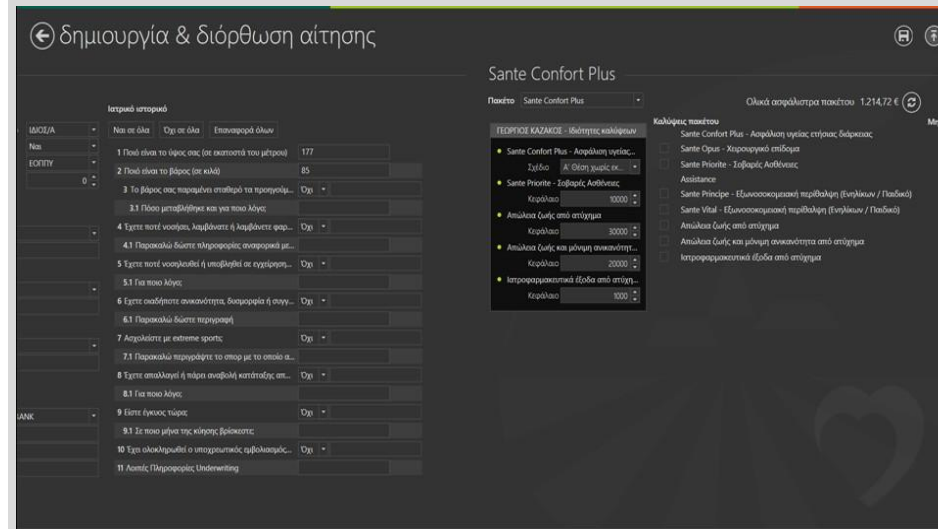 δημιουργία & διόρθωση αίτησης
Sante Confort Plus
Πακέτο Sante Confort Plus
Ολικά ασφάλιστρα πακέτου 1.214,72 €
Ιατρικό ιστορικό
Ναι σε όλα Όχι σε όλα Επαναφορά όλων
ΙΔΙΟΣ/Α
Ναι
ΕΟΠΠΥ
0
1 Ποιό είναι το ύψος σας (σε εκατοστά του μέτρου) 177
2 Ποιό είναι το βάρος (σε κιλά) 85
3 Το βάρος σας παραμένει σταθερό τα προηγούμ... Όχι
3.1 Πόσο μεταβλήθηκε και για ποιο λόγο;
4 Έχετε ποτέ νοσήσει, λαμβάνατε ή λαμβάνετε φαρ... Όχι
4.1 Παρακαλώ δώστε πληροφορίες αναφορικά με...
5 Έχετε ποτέ νοσηλευθεί ή υποβληθεί σε εγχείρηση... Όχι
5.1 Για ποιο λόγο;
6 Εχετε οιαδήποτε ανικανότητα, δυσμορφία ή συγγ... Όχι
6.1 Παρακαλώ δώστε περιγραφή
7 Ασχολείστε με extreme sports; Όχι
7.1 Παρακαλώ περιγράψτε το σπορ με το οποίο α...
8 Έχετε απαλλαγεί ή πάρει αναβολή κατάταξης απ... Όχι
8.1 Για ποιο λόγο;
9 Είστε έγκυος τώρα; Όχι
9.1 Σε ποιο μήνα της κύησης βρίσκεστε;
10 Έχει ολοκληρωθεί ο υποχρεωτικός εμβολιασμός... Όχι
11 Λοιπές Πληροφορίες Underwriting
BANK
ΓΕΩΡΓΙΟΣ ΚΑΖΑΚΟΣ - Ιδιότητες καλύψεων
Sante Confort Plus - Ασφάλιση υγείας...
Σχέδιο Α' Θέση χωρίς εκ...
Sante Priorite - Σοβαρές Ασθένειες
Κεφάλαιο 10000
Απώλεια ζωής από ατύχημα
Κεφάλαιο 30000
Απώλεια ζωής και μόνιμη ανικανότητ...
Κεφάλαιο 20000
Ιατροφαρμακευτικά έξοδα από ατύχη...
Κεφάλαιο 1000
Καλύψεις πακέτου
Sante Confort Plus - Ασφάλιση υγείας ετήσιας διάρκειας
Sante Opus - Χειρουργικό επίδομα
Sante Priorite - Σοβαρές Ασθένειες
Assistance
Sante Principe - Εξωνοσοκομειακή περίθαλψη (Ενηλίκων / Παιδικό)
Sante Vital - Εξωνοσοκομειακή περίθαλψη (Ενηλίκων / Παιδικό)
Απώλεια ζωής από ατύχημα
Απώλεια ζωής και μόνιμη ανικανότητα από ατύχημα
Ιατροφαρμακευτικά έξοδα από ατύχημα